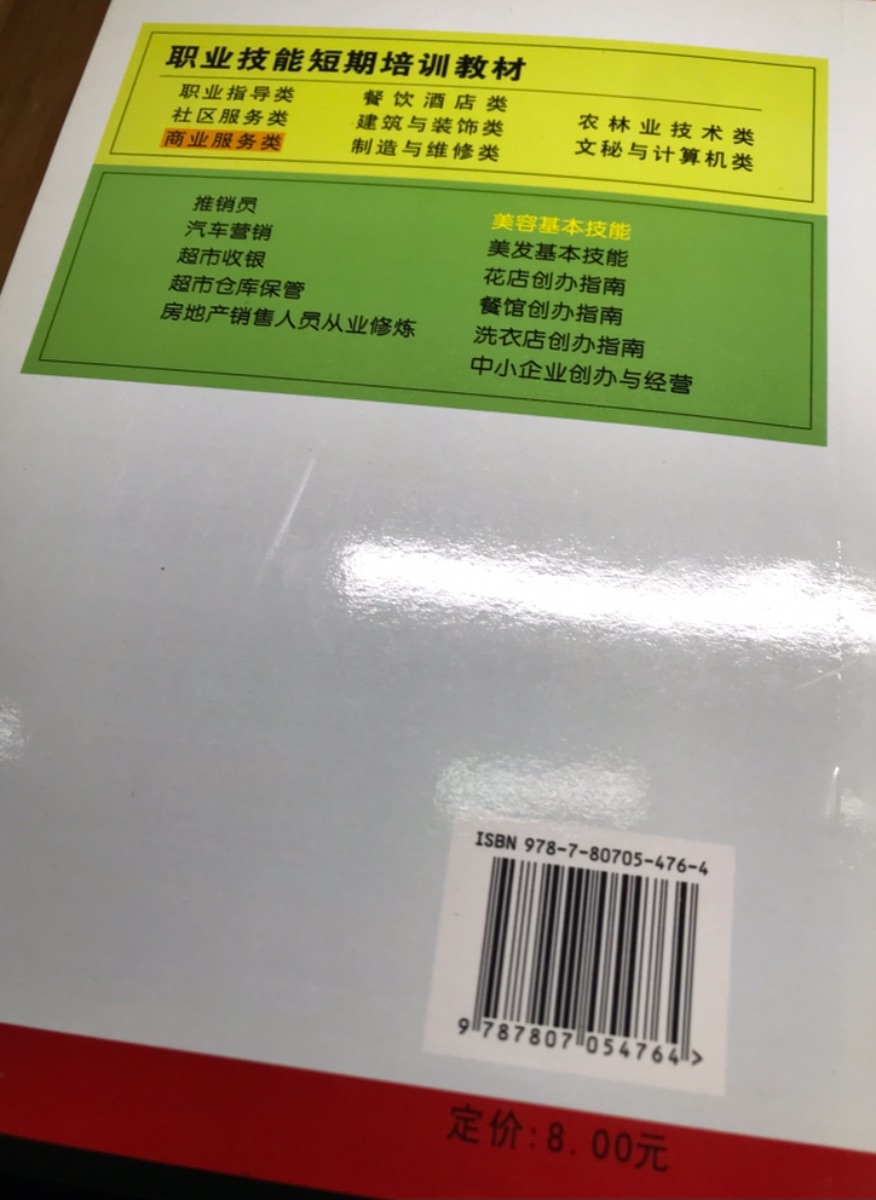 职业技能短期培训教材
职业指导类
社区服务类
商业服务类
餐饮酒店类
建筑与装饰类
制造与维修类
农林业技术类
文秘与计算机类
推销员
汽车营销
超市收银
超市仓库保管
房地产销售人员从业修炼
美容基本技能
美发基本技能
花店创办指南
餐馆创办指南
洗衣店创办指南
中小企业创办与经营
ISBN 978-7-80705-476-4
9 787807 054764 >
定价:8.00元